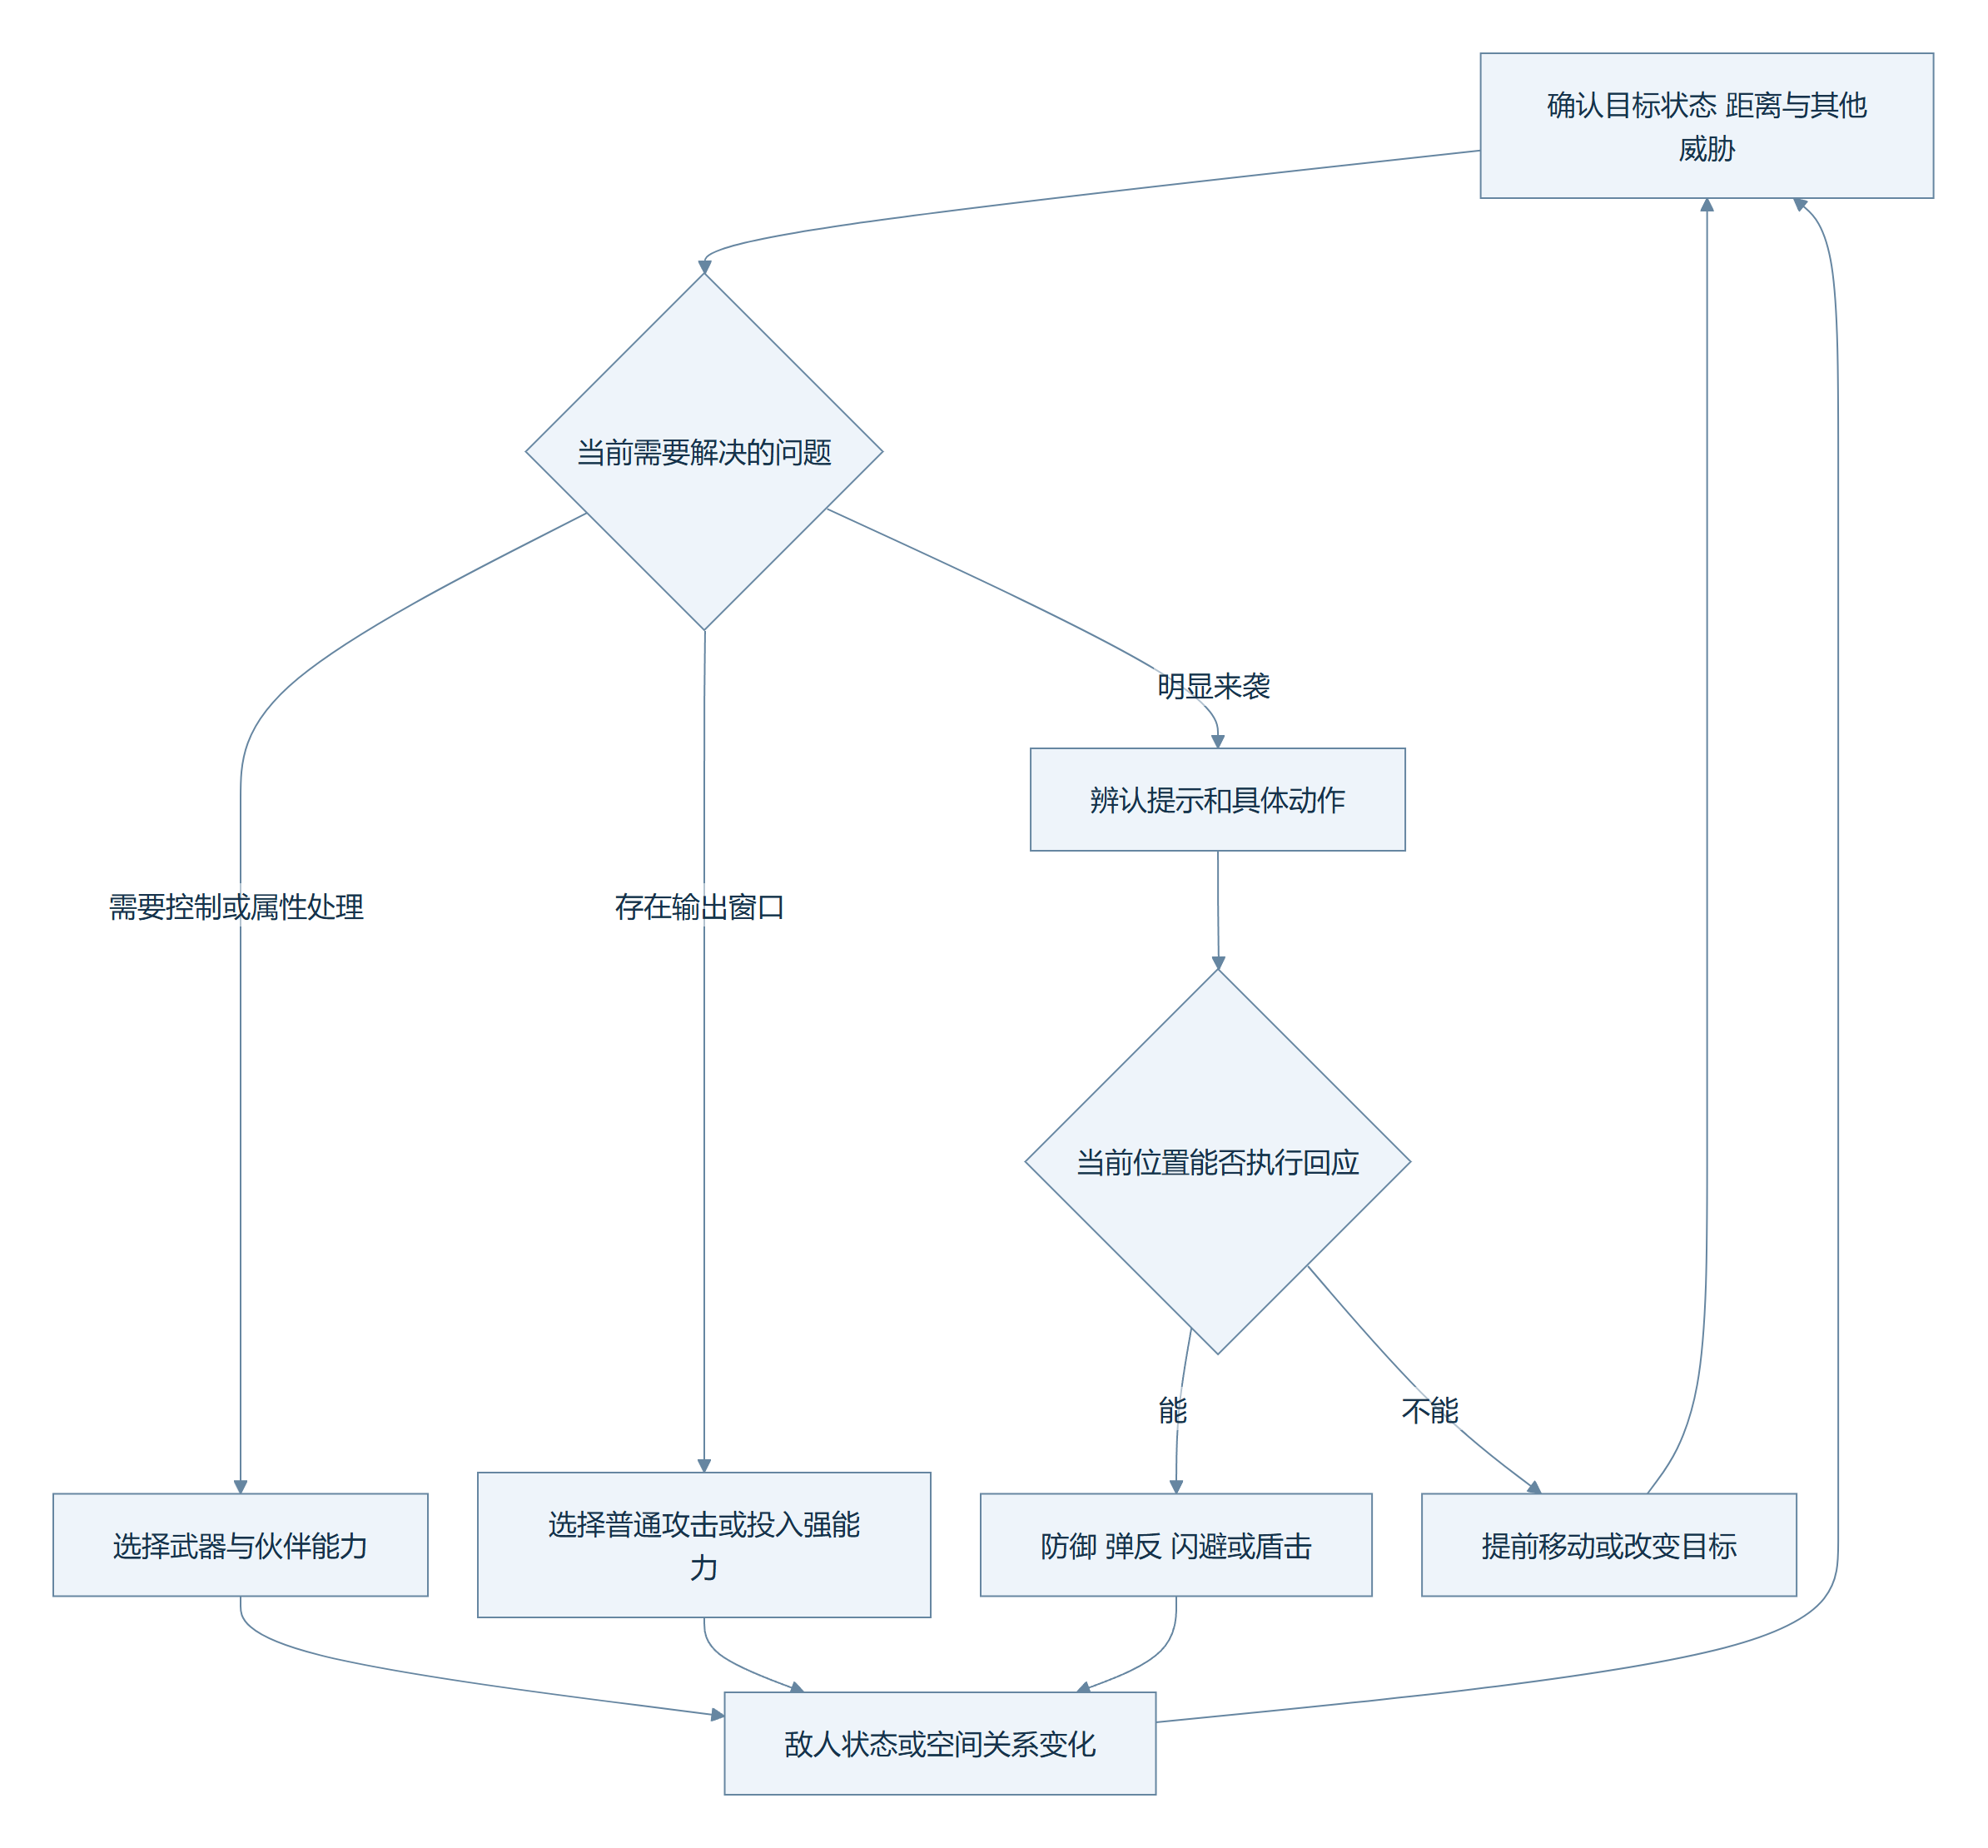 确认目标状态 距离与其他
威胁
当前需要解决的问题
明显来袭
辨认提示和具体动作
需要控制或属性处理
存在输出窗口
当前位置能否执行回应
能
不能
选择武器与伙伴能力
选择普通攻击或投入强能
力
防御 弹反 闪避或盾击
提前移动或改变目标
敌人状态或空间关系变化